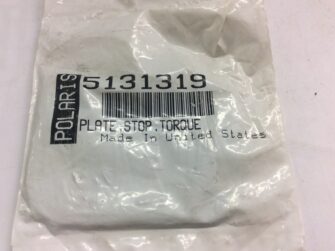 POLARIS
5131319
PLATE,STOP,TORQUE
Made In United States